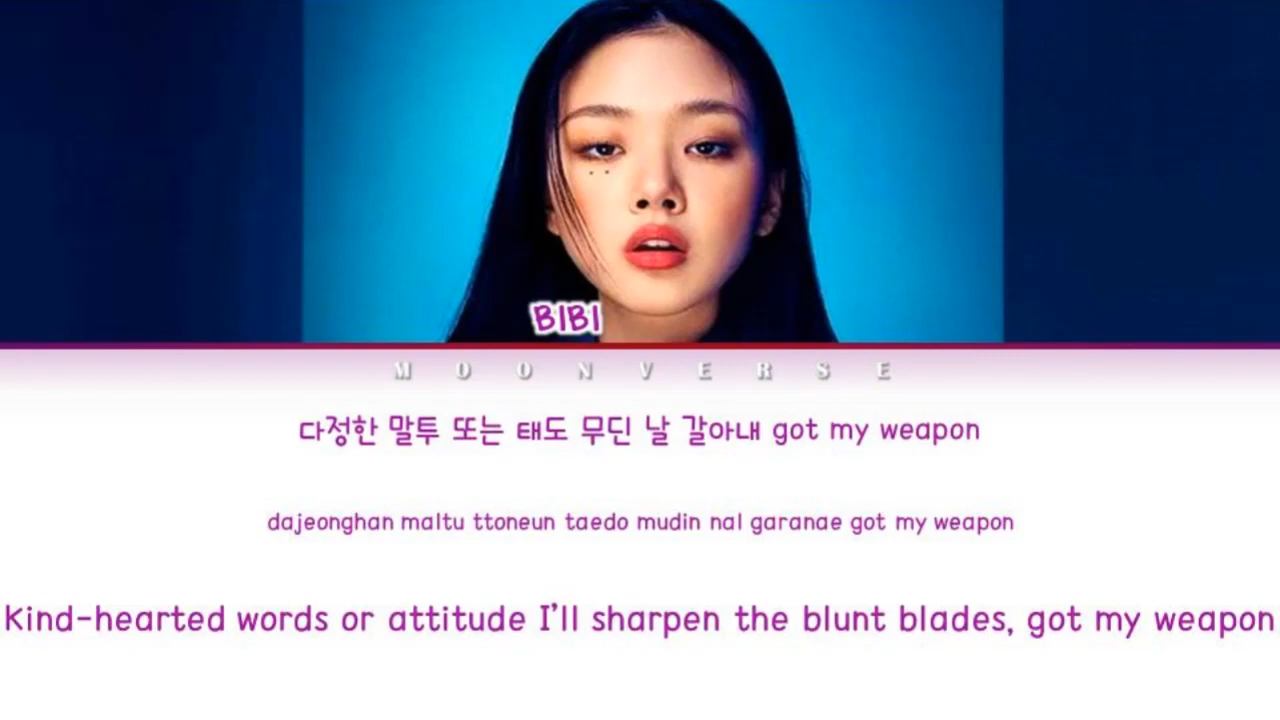 BIBI
MOONVERSE
다정한 말투 또는 태도 무딘 날 갈아내 got my weapon
dajeonghan maltu ttoneun taedo mudin nal garanae got my weapon
Kind-hearted words or attitude I'll sharpen the blunt blades, got my weapon